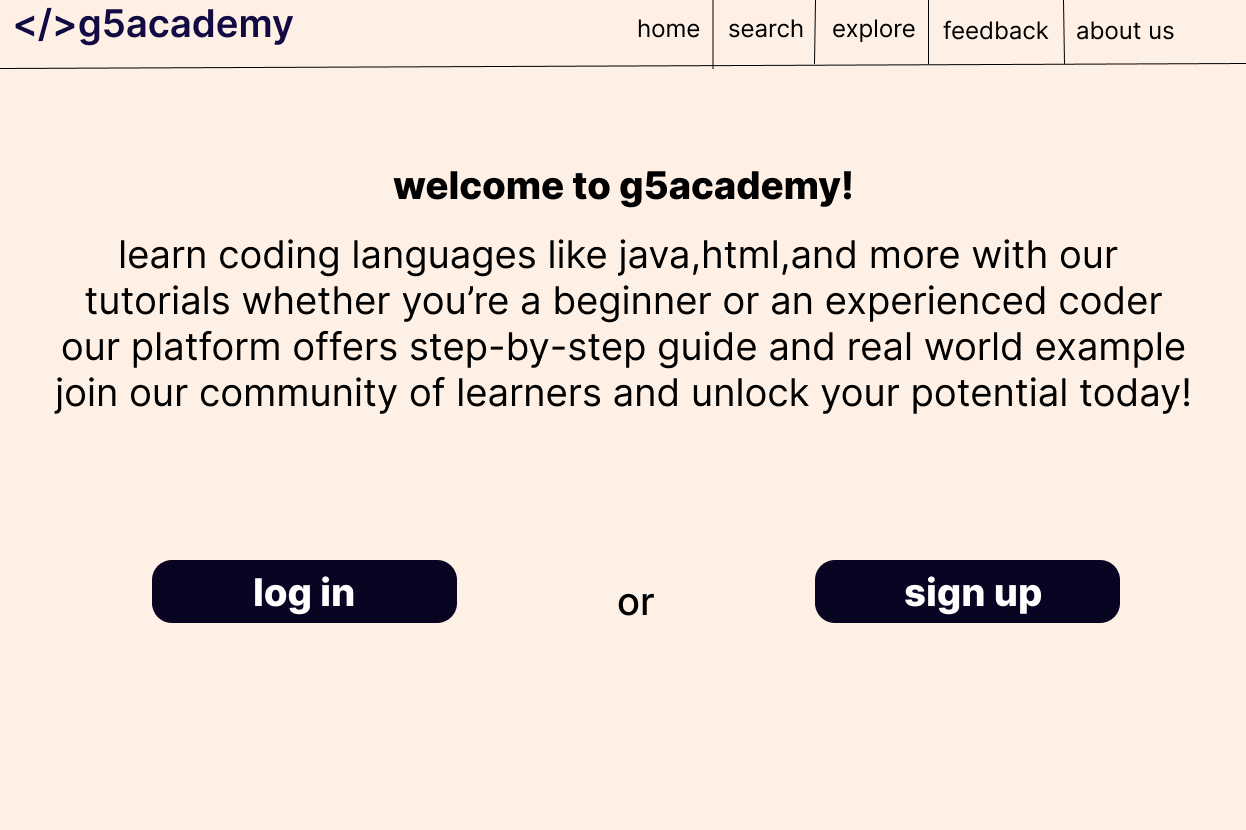 </>g5academy
home search explore feedback about us
welcome to g5academy!
learn coding languages like java,html,and more with our
tutorials whether you’re a beginner or an experienced coder
our platform offers step-by-step guide and real world example
join our community of learners and unlock your potential today!
log in or sign up